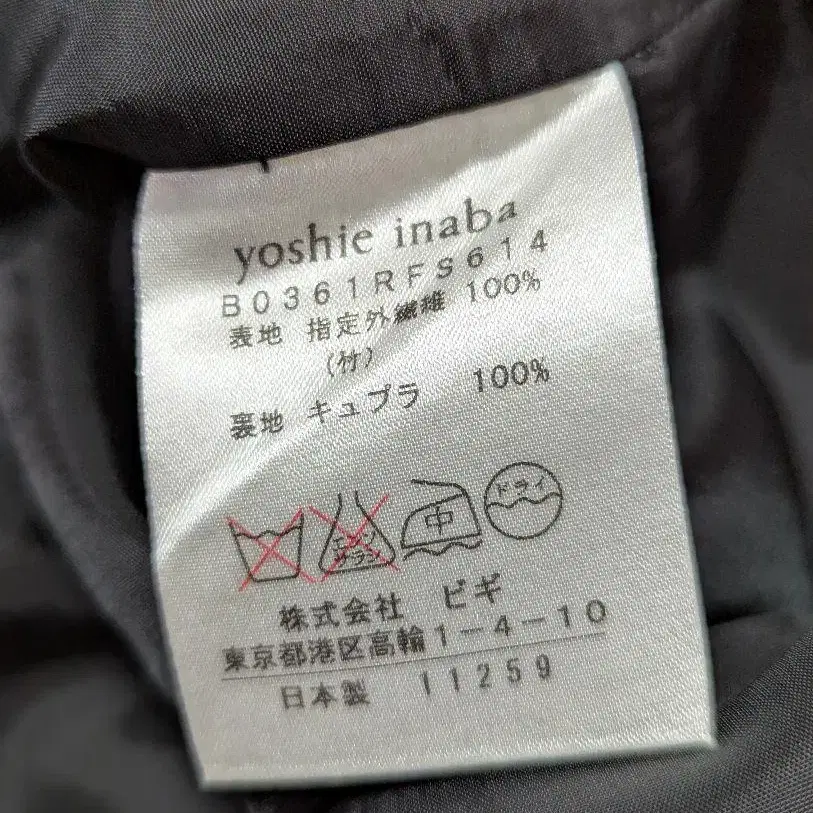 yoshie inaba
B0361RFS614
表地 指定外繊維 100%
(竹)
裏地 キュプラ 100%
中
ドライ
株式会社 ビギ
東京都港区高輪1-4-10
日本製 11259